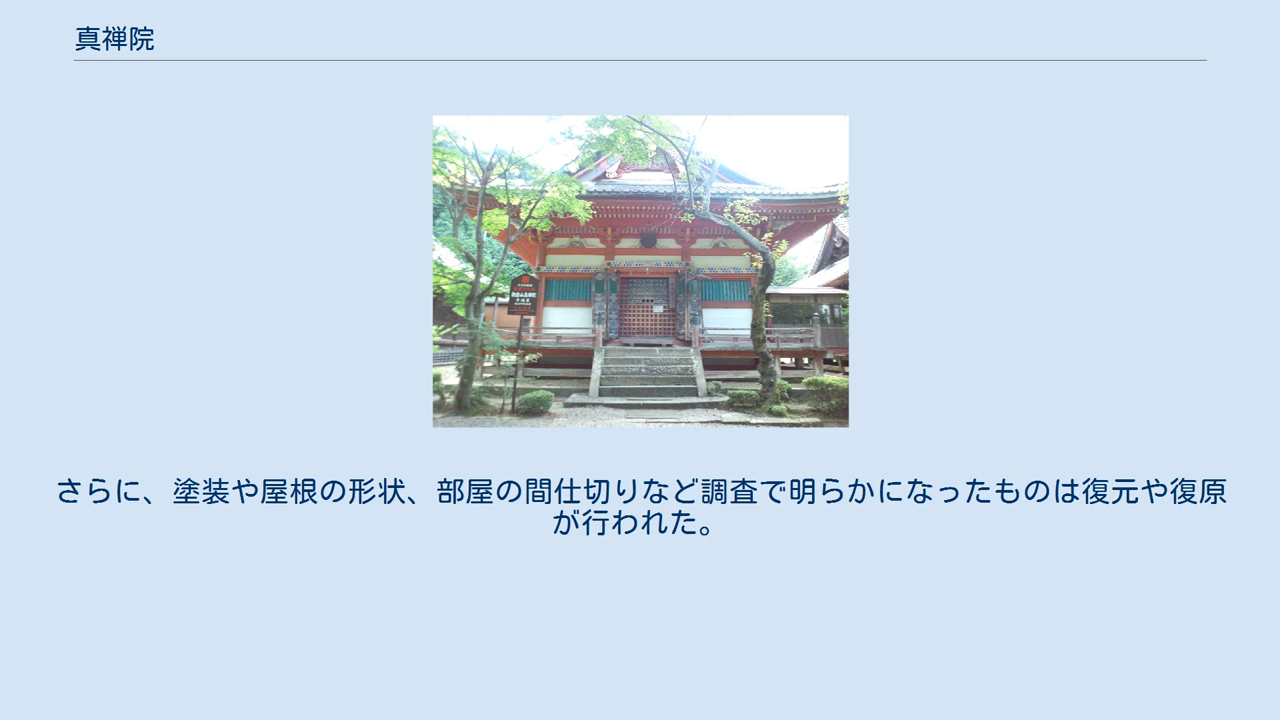 真禅院
さらに、塗装や屋根の形状、部屋の間仕切りなど調査で明らかになったものは復元や復原
が行われた。